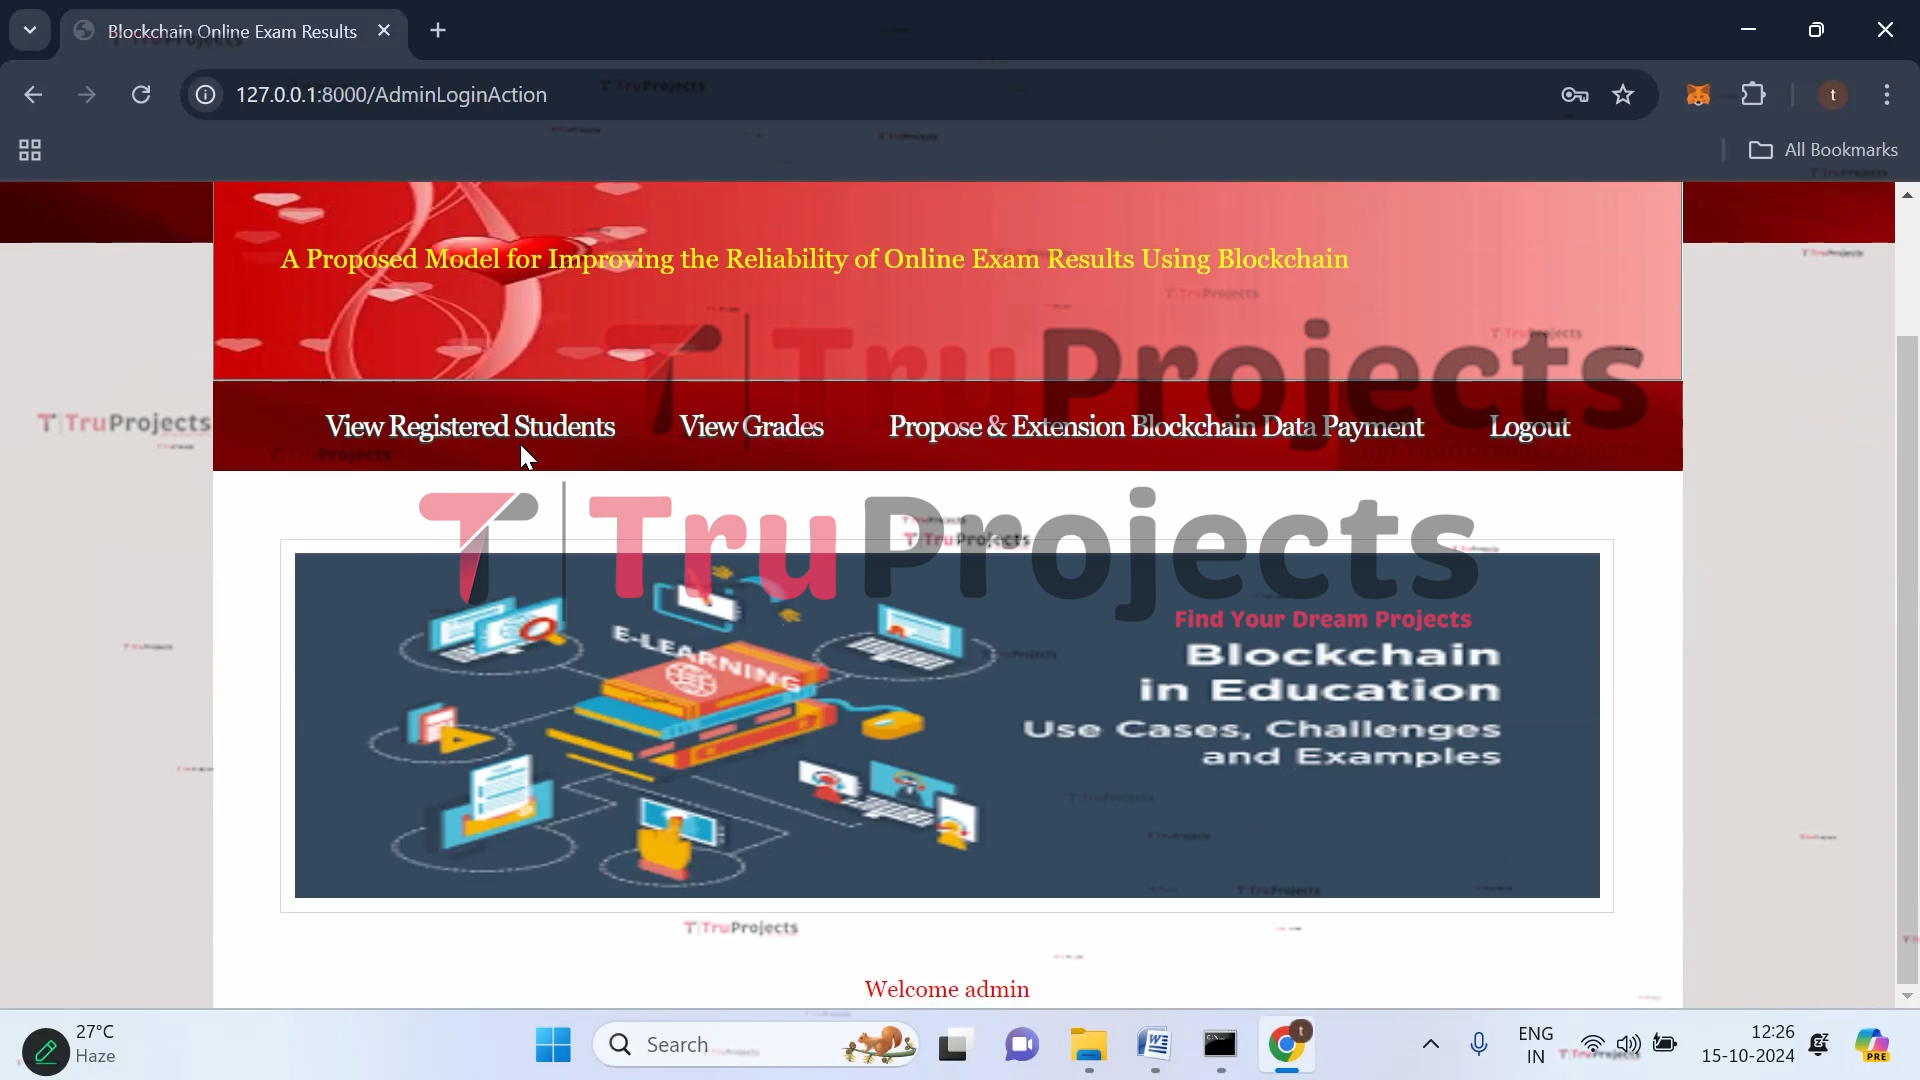 Blockchain Online Exam Results
127.0.0.1:8000/AdminLoginAction
t
All Bookmarks
A Proposed Model for Improving the Reliability of Online Exam Results Using Blockchain
TruProjects
View Registered Students
View Grades
Propose & Extension Blockchain Data Payment
Logout
TruProjects
TruProjects
Find Your Dream Projects
E-LEARNING
Blockchain
in Education
Use Cases, Challenges
and Examples
TruProjects
Welcome admin
27°C
Haze
Search
t
ENG
IN
12:26
15-10-2024
PRE